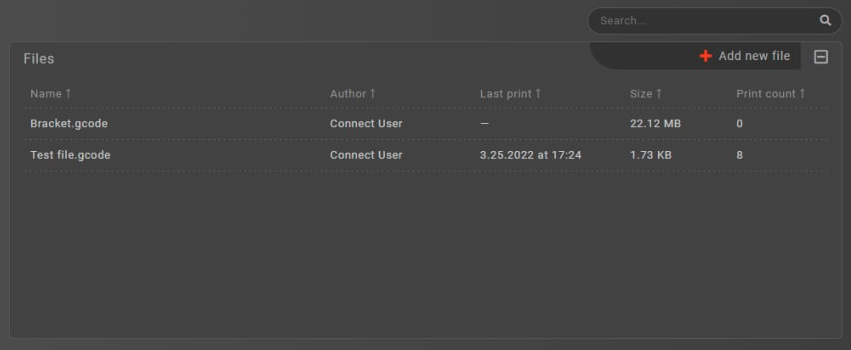 Search...
Files
Add new file
Name ↑ Author ↑ Last print ↑ Size ↑ Print count ↑
Bracket.gcode Connect User — 22.12 MB 0
Test file.gcode Connect User 3.25.2022 at 17:24 1.73 KB 8